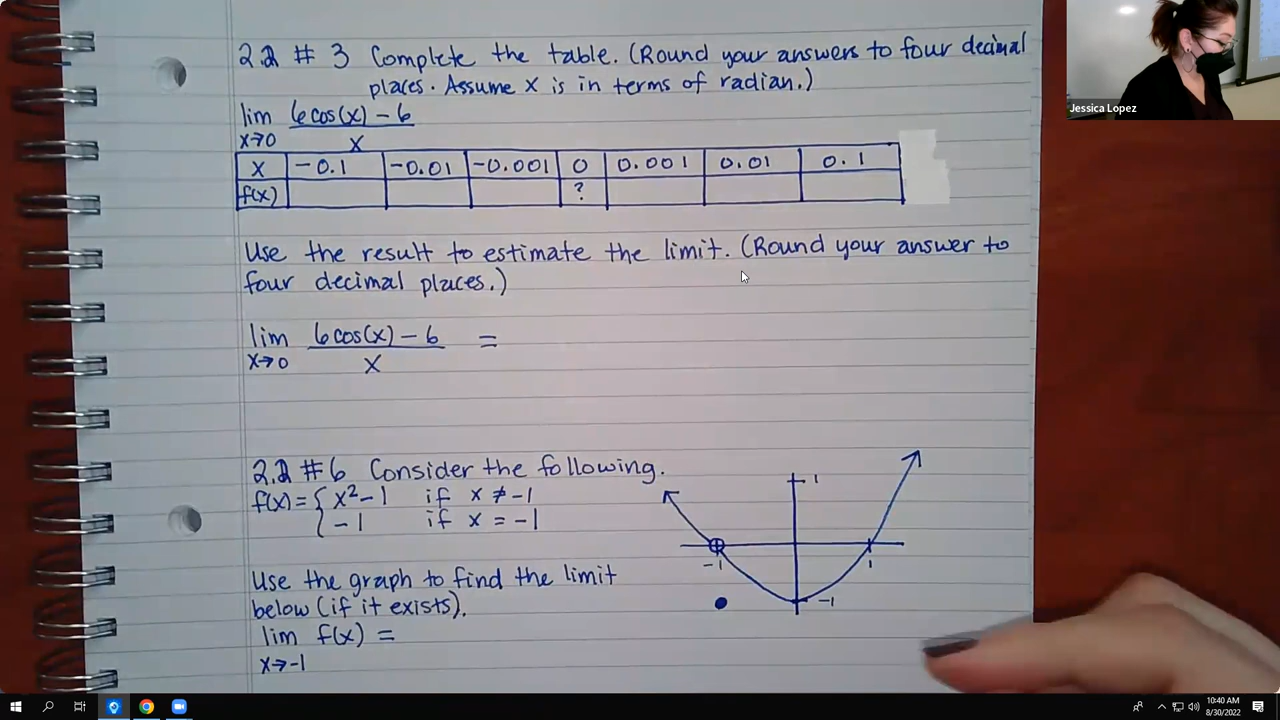 2.2 # 3 Complete the table. (Round your answers to four decimal
places. Assume x is in terms of radian.)
lim 6cos(x) - 6
x→0 x
x -0.1 -0.01 -0.001 0 0.001 0.01 0.1
f(x) ?
Use the result to estimate the limit. (Round your answer to
four decimal places.)
lim 6cos(x) - 6 =
x→0 x
2.2 #6 Consider the following.
f(x) = { x² - 1 if x ≠ -1
-1 if x = -1
1
-1 1
-1
Use the graph to find the limit
below (if it exists).
lim f(x) =
x→-1
Jessica Lopez
10:40 AM
8/30/2022